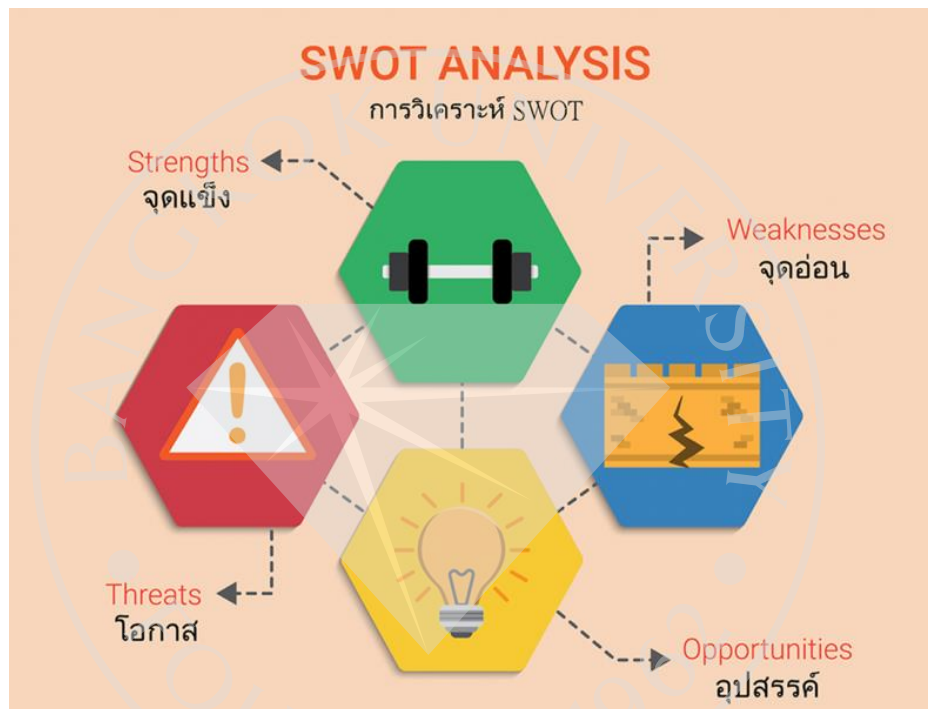 SWOT ANALYSIS
การวิเคราะห์ SWOT
Strengths
จุดแข็ง
Weaknesses
จุดอ่อน
Threats
โอกาส
Opportunities
อุปสรรค์
BANGKOK UNIVERSITY